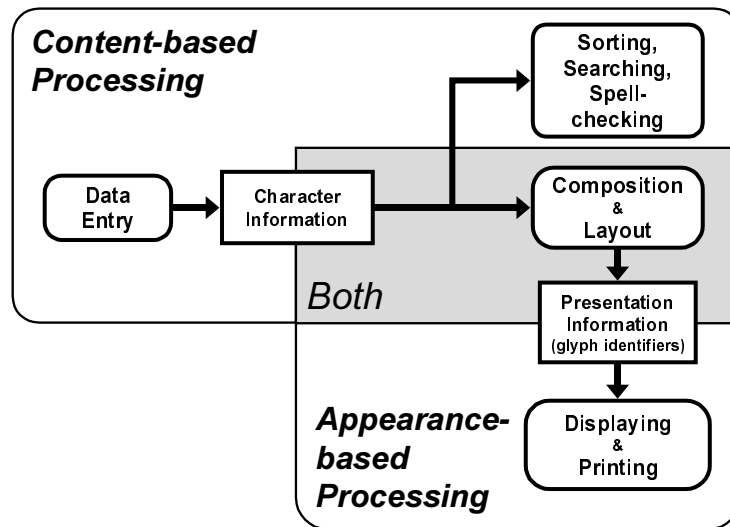 Content-based
Processing
Sorting,
Searching,
Spell-
checking
Data
Entry
Character
Information
Composition
&
Layout
Both
Presentation
Information
(glyph identifiers)
Appearance-
based
Processing
Displaying
&
Printing